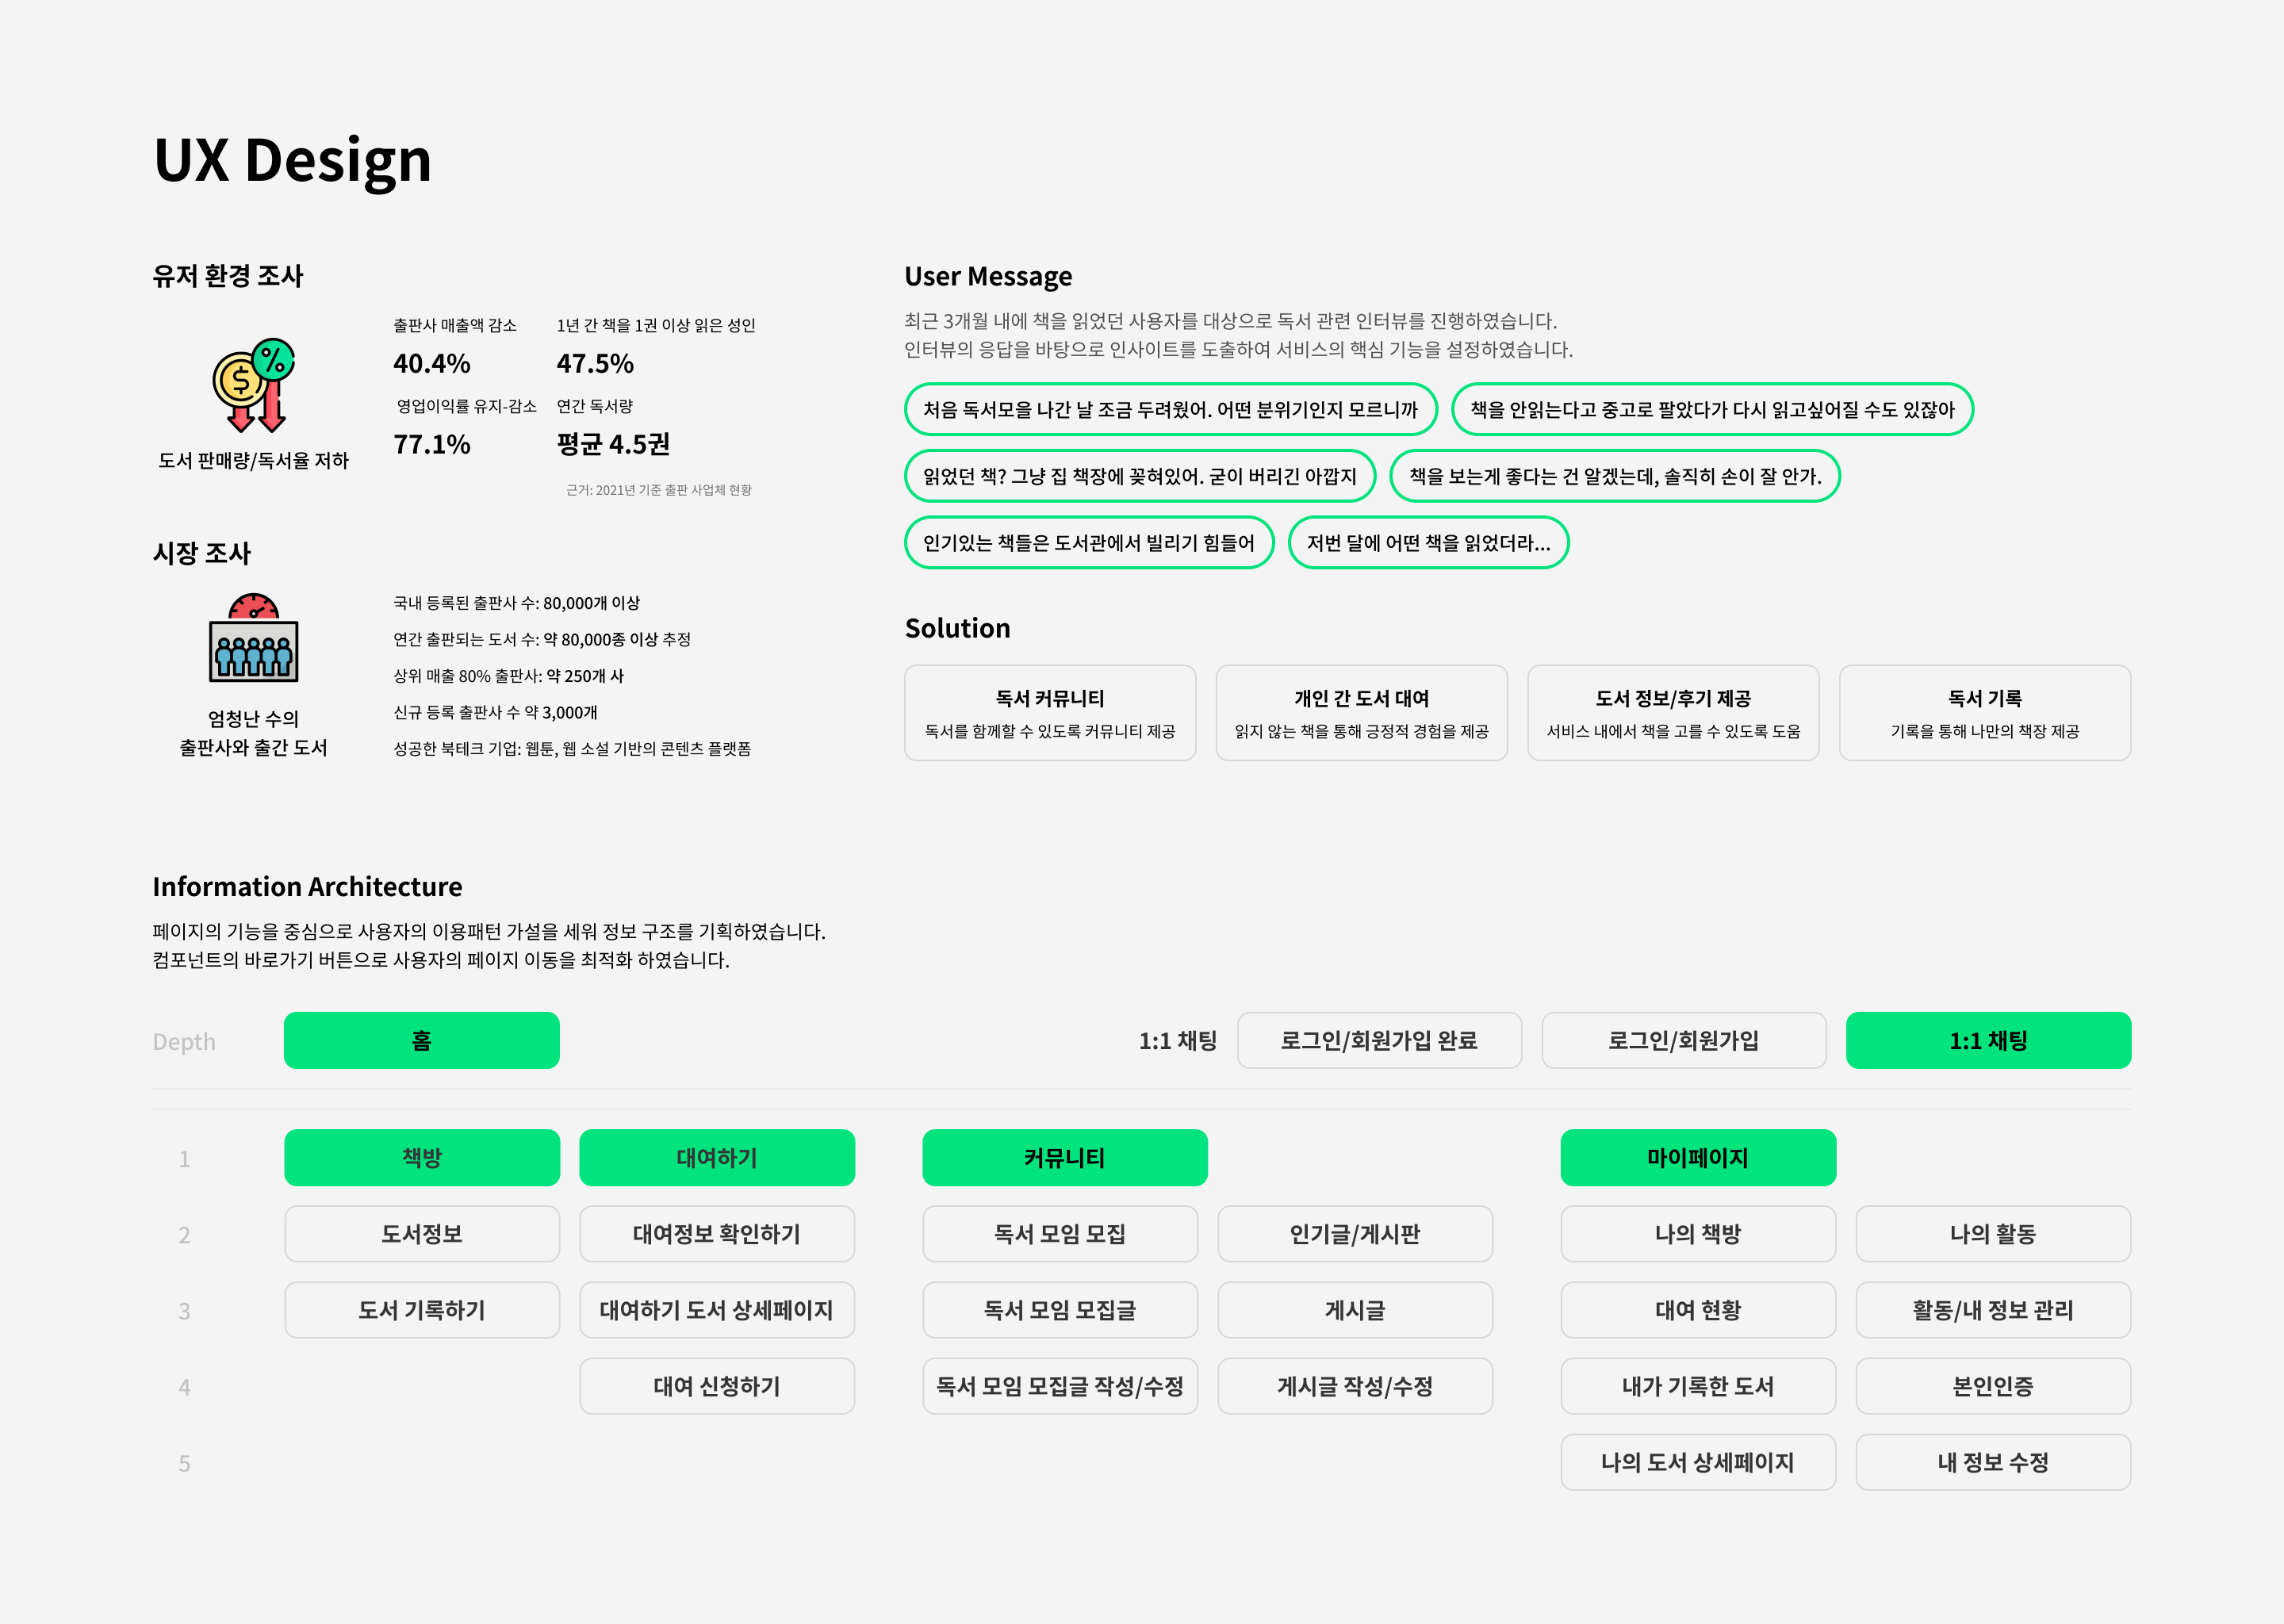 UX Design
유저 환경 조사
출판사 매출액 감소
1년 간 책을 1권 이상 읽은 성인
40.4%
47.5%
영업이익률 유지-감소
연간 독서량
77.1%
평균 4.5권
도서 판매량/독서율 저하
근거: 2021년 기준 출판 사업체 현황
시장 조사
엄청난 수의
출판사와 출간 도서
국내 등록된 출판사 수: 80,000개 이상
연간 출판되는 도서 수: 약 80,000종 이상 추정
상위 매출 80% 출판사: 약 250개 사
신규 등록 출판사 수 약 3,000개
성공한 북테크 기업: 웹툰, 웹 소설 기반의 콘텐츠 플랫폼
User Message
최근 3개월 내에 책을 읽었던 사용자를 대상으로 독서 관련 인터뷰를 진행하였습니다.
인터뷰의 응답을 바탕으로 인사이트를 도출하여 서비스의 핵심 기능을 설정하였습니다.
처음 독서모을 나간 날 조금 두려웠어. 어떤 분위기인지 모르니까
책을 안읽는다고 중고로 팔았다가 다시 읽고싶어질 수도 있잖아
읽었던 책? 그냥 집 책장에 꽂혀있어. 굳이 버리긴 아깝지
책을 보는게 좋다는 건 알겠는데, 솔직히 손이 잘 안가.
인기있는 책들은 도서관에서 빌리기 힘들어
저번 달에 어떤 책을 읽었더라...
Solution
독서 커뮤니티
독서를 함께할 수 있도록 커뮤니티 제공
개인 간 도서 대여
읽지 않는 책을 통해 긍정적 경험을 제공
도서 정보/후기 제공
서비스 내에서 책을 고를 수 있도록 도움
독서 기록
기록을 통해 나만의 책장 제공
Information Architecture
페이지의 기능을 중심으로 사용자의 이용패턴 가설을 세워 정보 구조를 기획하였습니다.
컴포넌트의 바로가기 버튼으로 사용자의 페이지 이동을 최적화 하였습니다.
Depth
홈
1:1 채팅
로그인/회원가입 완료
로그인/회원가입
1:1 채팅
1
책방
대여하기
커뮤니티
마이페이지
2
도서정보
대여정보 확인하기
독서 모임 모집
인기글/게시판
나의 책방
나의 활동
3
도서 기록하기
대여하기 도서 상세페이지
독서 모임 모집글
게시글
대여 현황
활동/내 정보 관리
4
대여 신청하기
독서 모임 모집글 작성/수정
게시글 작성/수정
내가 기록한 도서
본인인증
5
나의 도서 상세페이지
내 정보 수정